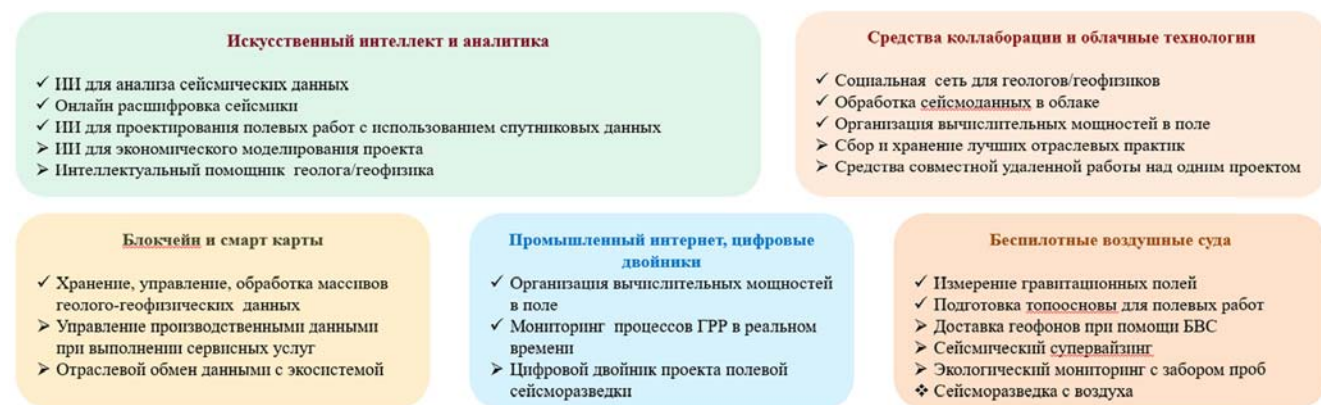 Искусственный интеллект и аналитика
✓ ИИ для анализа сейсмических данных
✓ Онлайн расшифровка сейсмики
✓ ИИ для проектирования полевых работ с использованием спутниковых данных
➢ ИИ для экономического моделирования проекта
➢ Интеллектуальный помощник геолога/геофизика
Средства коллаборации и облачные технологии
✓ Социальная сеть для геологов/геофизиков
✓ Обработка сейсмоданных в облаке
✓ Организация вычислительных мощностей в поле
➢ Сбор и хранение лучших отраслевых практик
➢ Средства совместной удаленной работы над одним проектом
Блокчейн и смарт карты
✓ Хранение, управление, обработка массивов
геолого-геофизических данных
➢ Управление производственными данными
при выполнении сервисных услуг
➢ Отраслевой обмен данными с экосистемой
Промышленный интернет, цифровые
двойники
✓ Организация вычислительных мощностей
в поле
✓ Мониторинг процессов ГРР в реальном
времени
➢ Цифровой двойник проекта полевой
сейсморазведки
Беспилотные воздушные суда
✓ Измерение гравитационных полей
✓ Подготовка топоосновы для полевых работ
➢ Доставка геофонов при помощи БВС
➢ Сейсмический супервайзинг
➢ Экологический мониторинг с забором проб
❖ Сейсморазведка с воздуха